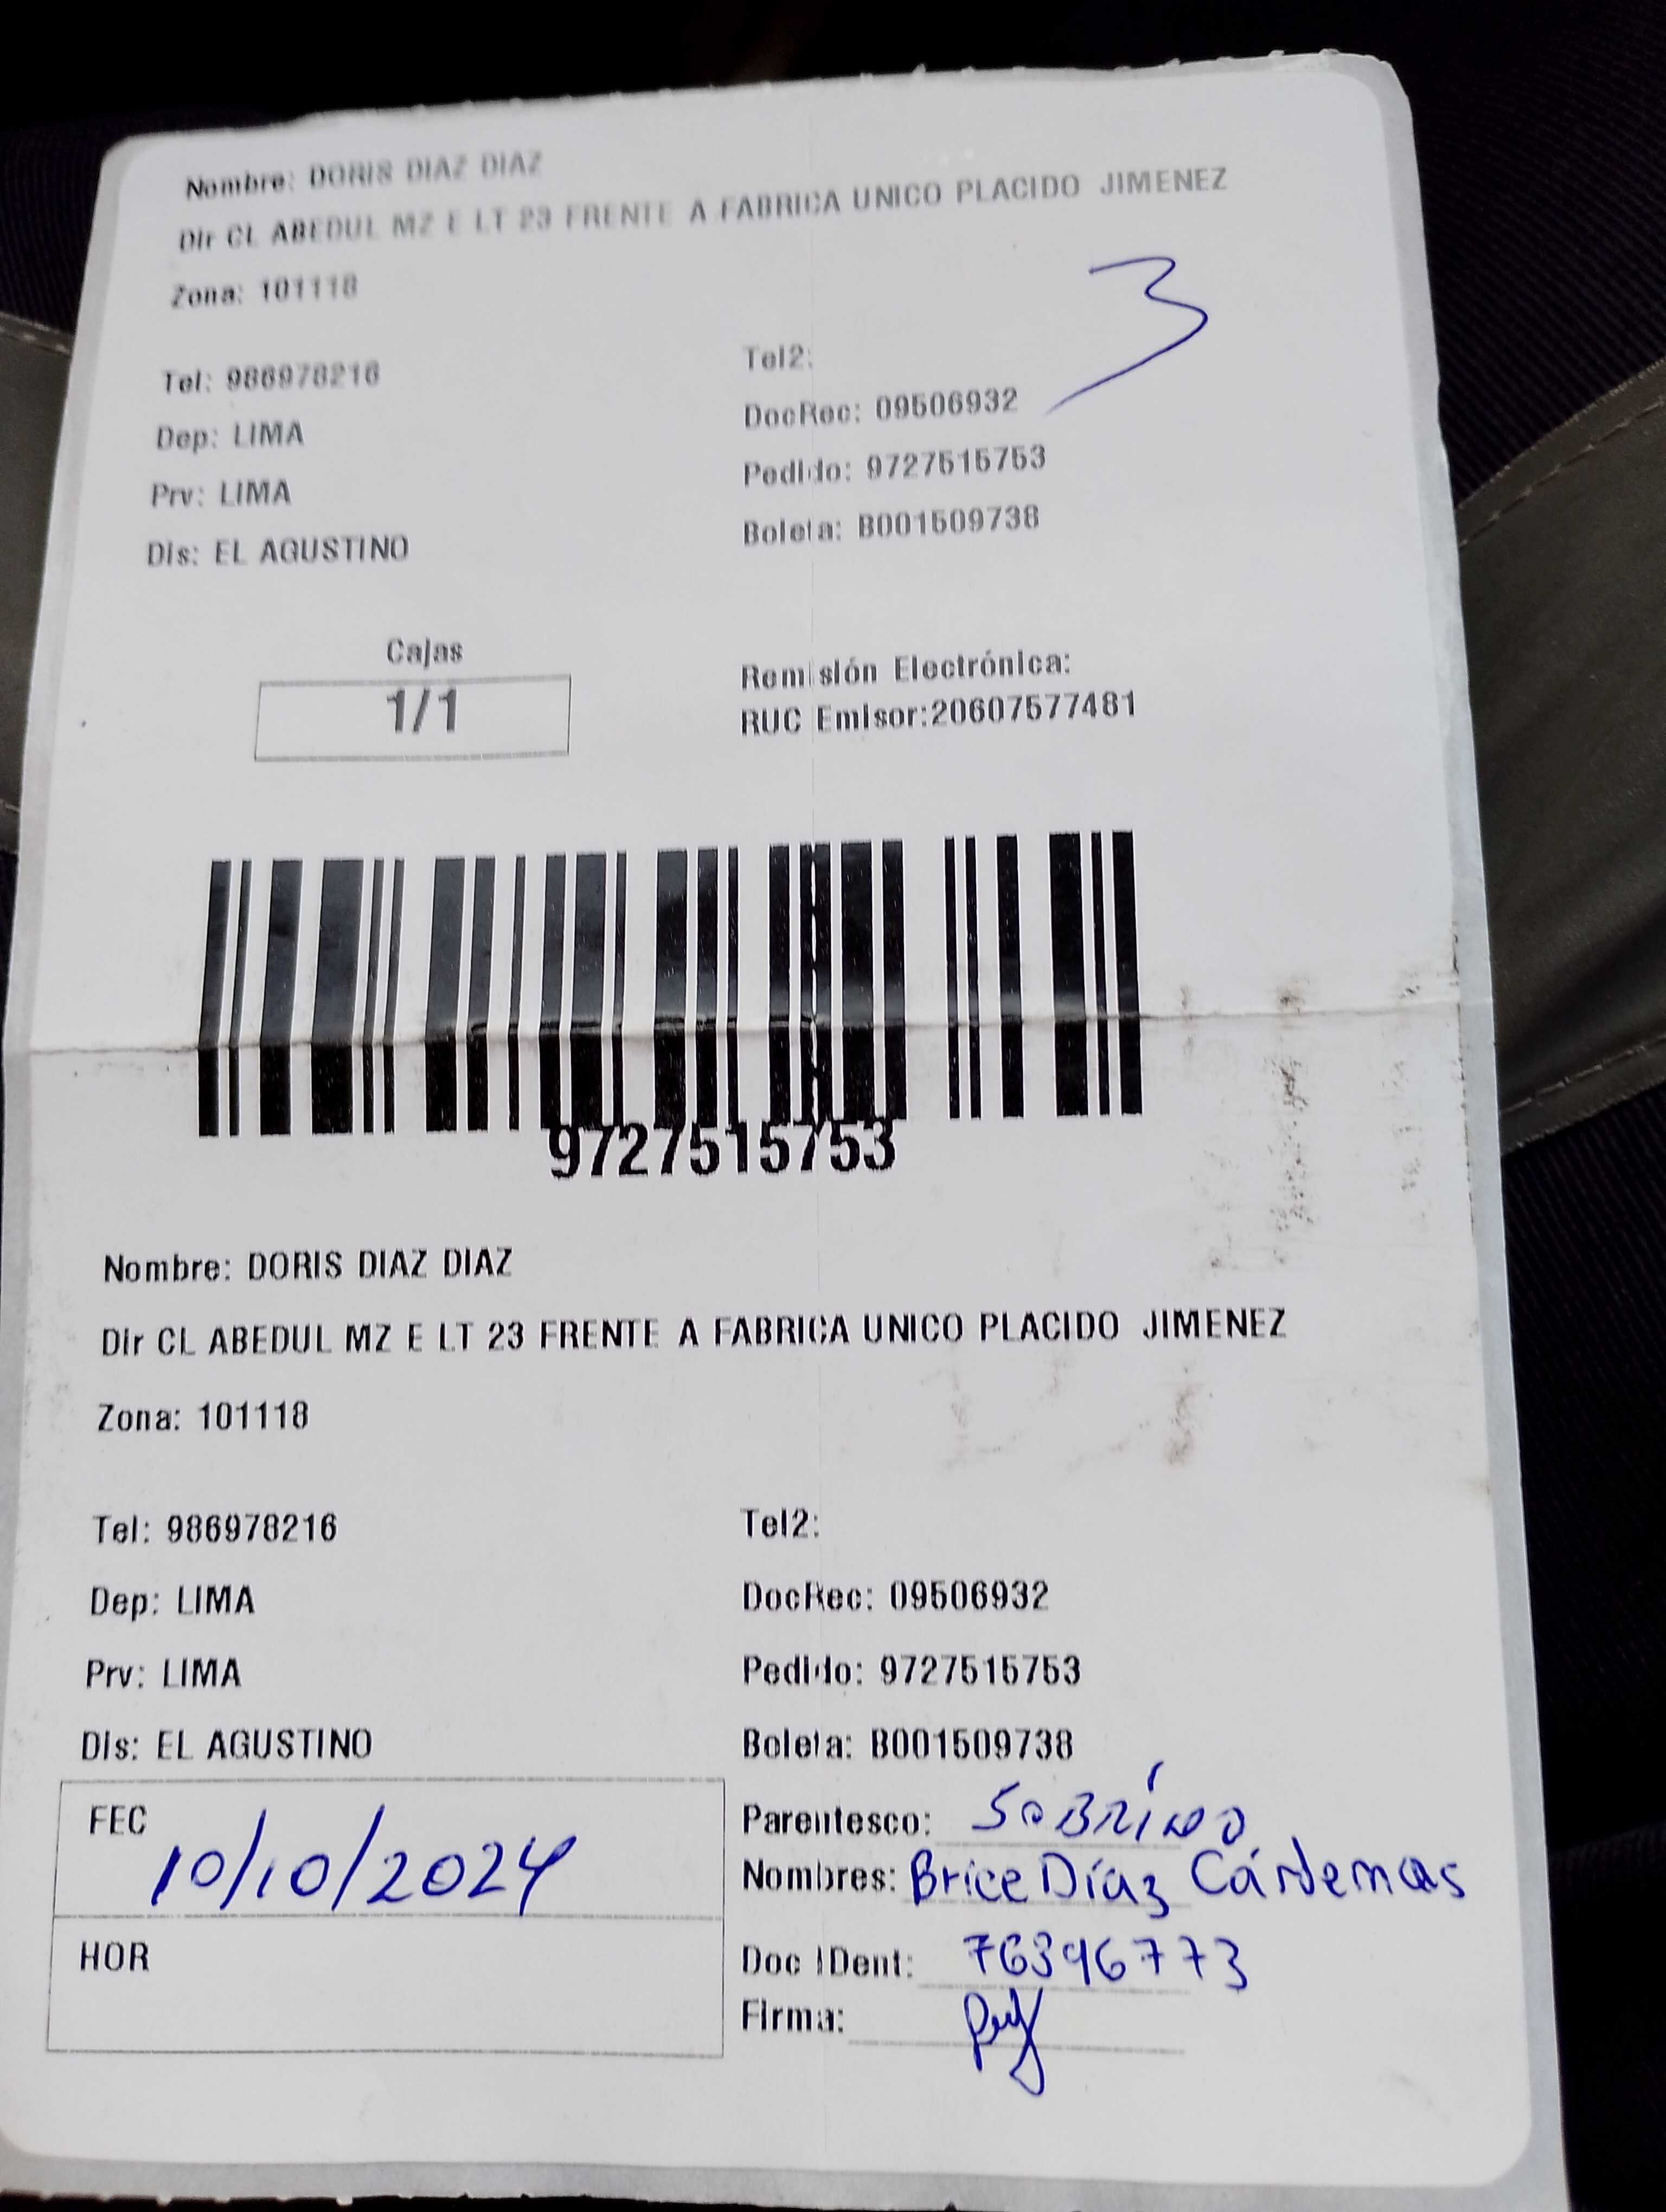 Nombre: DORIS DIAZ DIAZ
Dir CL ABEDUL MZ E LT 23 FRENTE A FABRICA UNICO PLACIDO JIMENEZ
Zona: 101118
3
Tel: 986978216
Tel2:
Dep: LIMA
DocRec: 09506932
Prv: LIMA
Pedido: 9727515753
Dis: EL AGUSTINO
Boleta: B001509738
Cajas
1/1
Remisión Electrónica:
RUC Emisor:20607577481
9727515753
Nombre: DORIS DIAZ DIAZ
Dir CL ABEDUL MZ E LT 23 FRENTE A FABRICA UNICO PLACIDO JIMENEZ
Zona: 101118
Tel: 986978216
Tel2:
Dep: LIMA
DocRec: 09506932
Prv: LIMA
Pedido: 9727515753
Dis: EL AGUSTINO
Boleta: B001509738
FEC
10/10/2024
HOR
Parentesco: SOBRINO
Nombres: Brice Díaz Cárdenas
Doc IDent: 76396773
Firma: